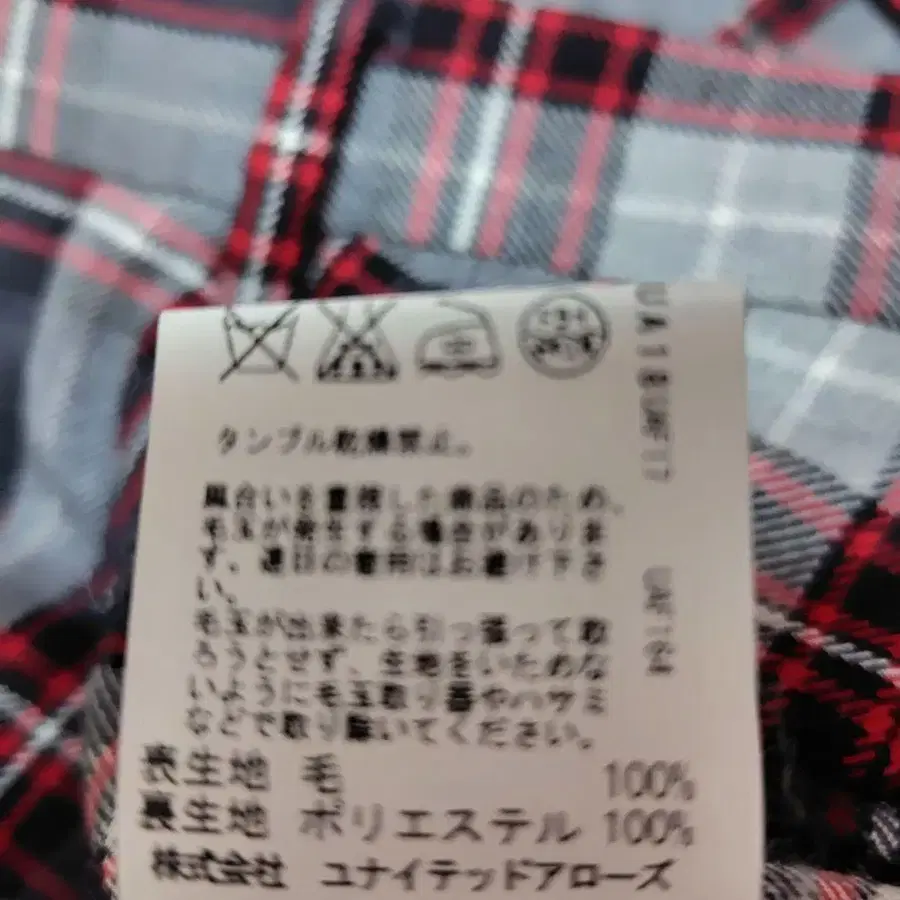 タンブル乾燥禁止。
風合いを重視した商品のため、
毛玉が発生する場合がありま
す。連日の着用はお避け下さ
い。
毛玉が出来たら引っ張って取
ろうとせず、生地をいためな
いように毛玉取り器やハサミ
などで取り除いてください。
表生地 毛 100%
裏生地 ポリエステル 100%
株式会社 ユナイテッドアローズ